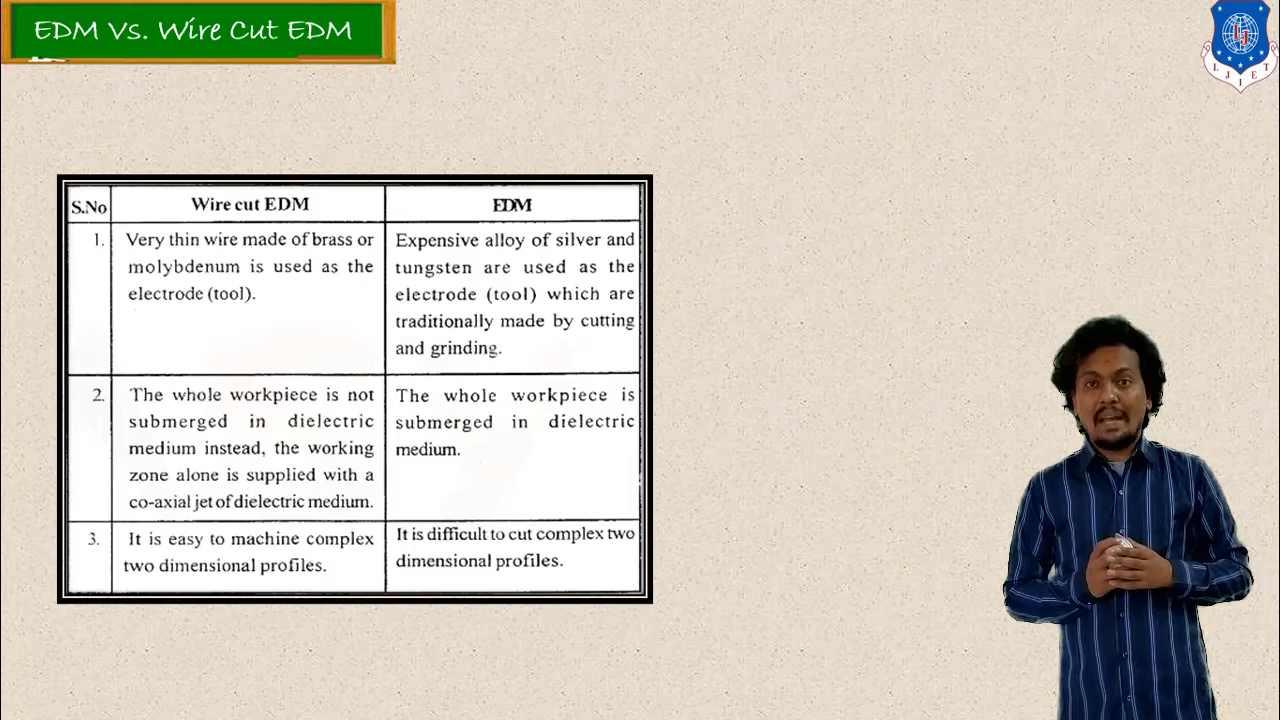 EDM Vs. Wire Cut EDM
L J I E T
S.No
Wire cut EDM
EDM
1.
Very thin wire made of brass or
molybdenum is used as the
electrode (tool).
Expensive alloy of silver and
tungsten are used as the
electrode (tool) which are
traditionally made by cutting
and grinding.
2.
The whole workpiece is not
submerged in dielectric
medium instead, the working
zone alone is supplied with a
co-axial jet of dielectric medium.
The whole workpiece is
submerged in dielectric
medium.
3.
It is easy to machine complex
two dimensional profiles.
It is difficult to cut complex two
dimensional profiles.